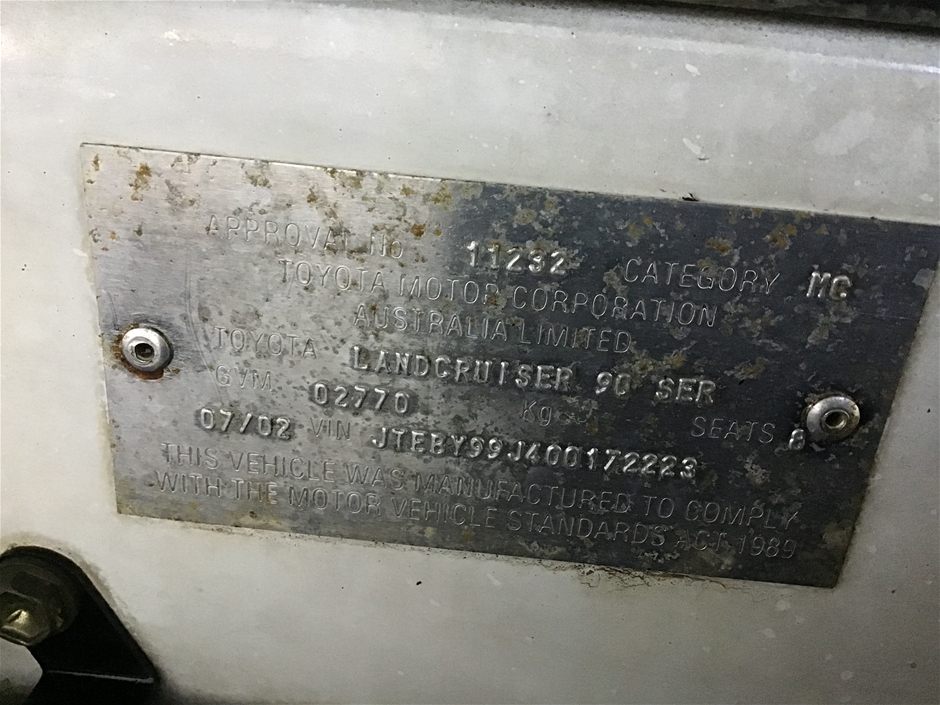 APPROVAL No 11232 CATEGORY MC
TOYOTA MOTOR CORPORATION
AUSTRALIA LIMITED
TOYOTA LANDCRUISER 90 SER
GVM 02770 Kg SEATS 8
07/02 VIN JTEBY99J400172223
THIS VEHICLE WAS MANUFACTURED TO COMPLY
WITH THE MOTOR VEHICLE STANDARDS ACT 1989